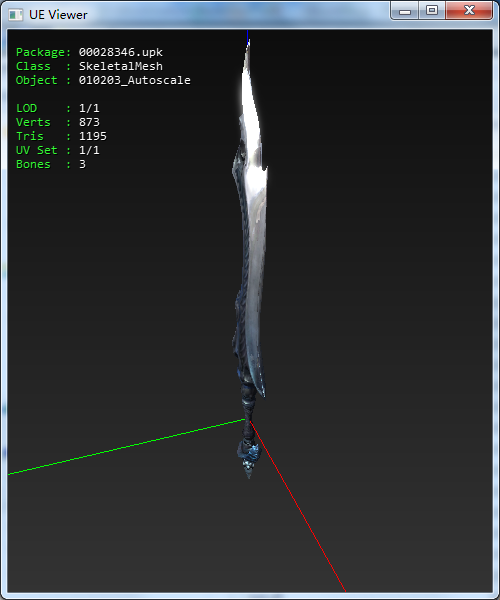 UE Viewer
Package: 00028346.upk
Class  : SkeletalMesh
Object : 010203_Autoscale
LOD    : 1/1
Verts  : 873
Tris   : 1195
UV Set : 1/1
Bones  : 3